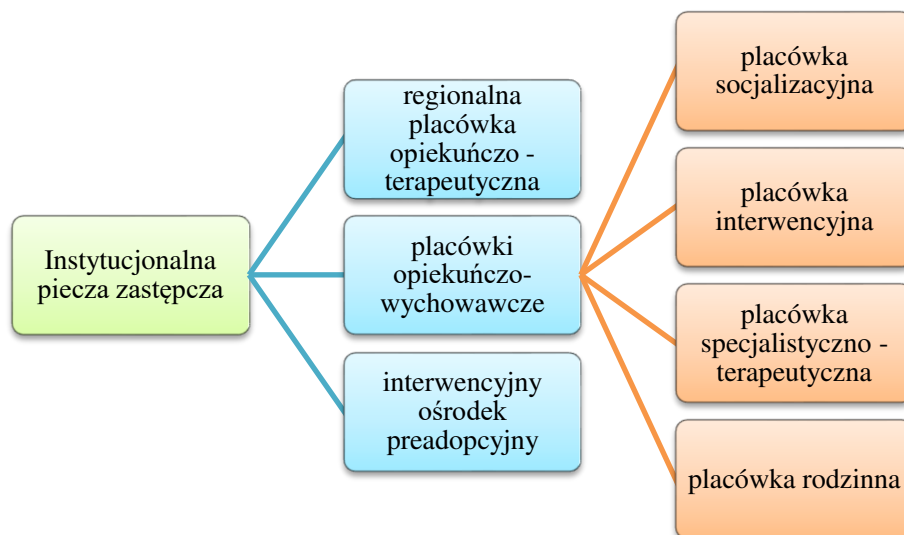 Instytucjonalna
piecza zastępcza
regionalna
placówka
opiekuńczo -
terapeutyczna
placówki
opiekuńczo-
wychowawcze
interwencyjny
ośrodek
preadopcyjny
placówka
socjalizacyjna
placówka
interwencyjna
placówka
specjalistyczno -
terapeutyczna
placówka rodzinna